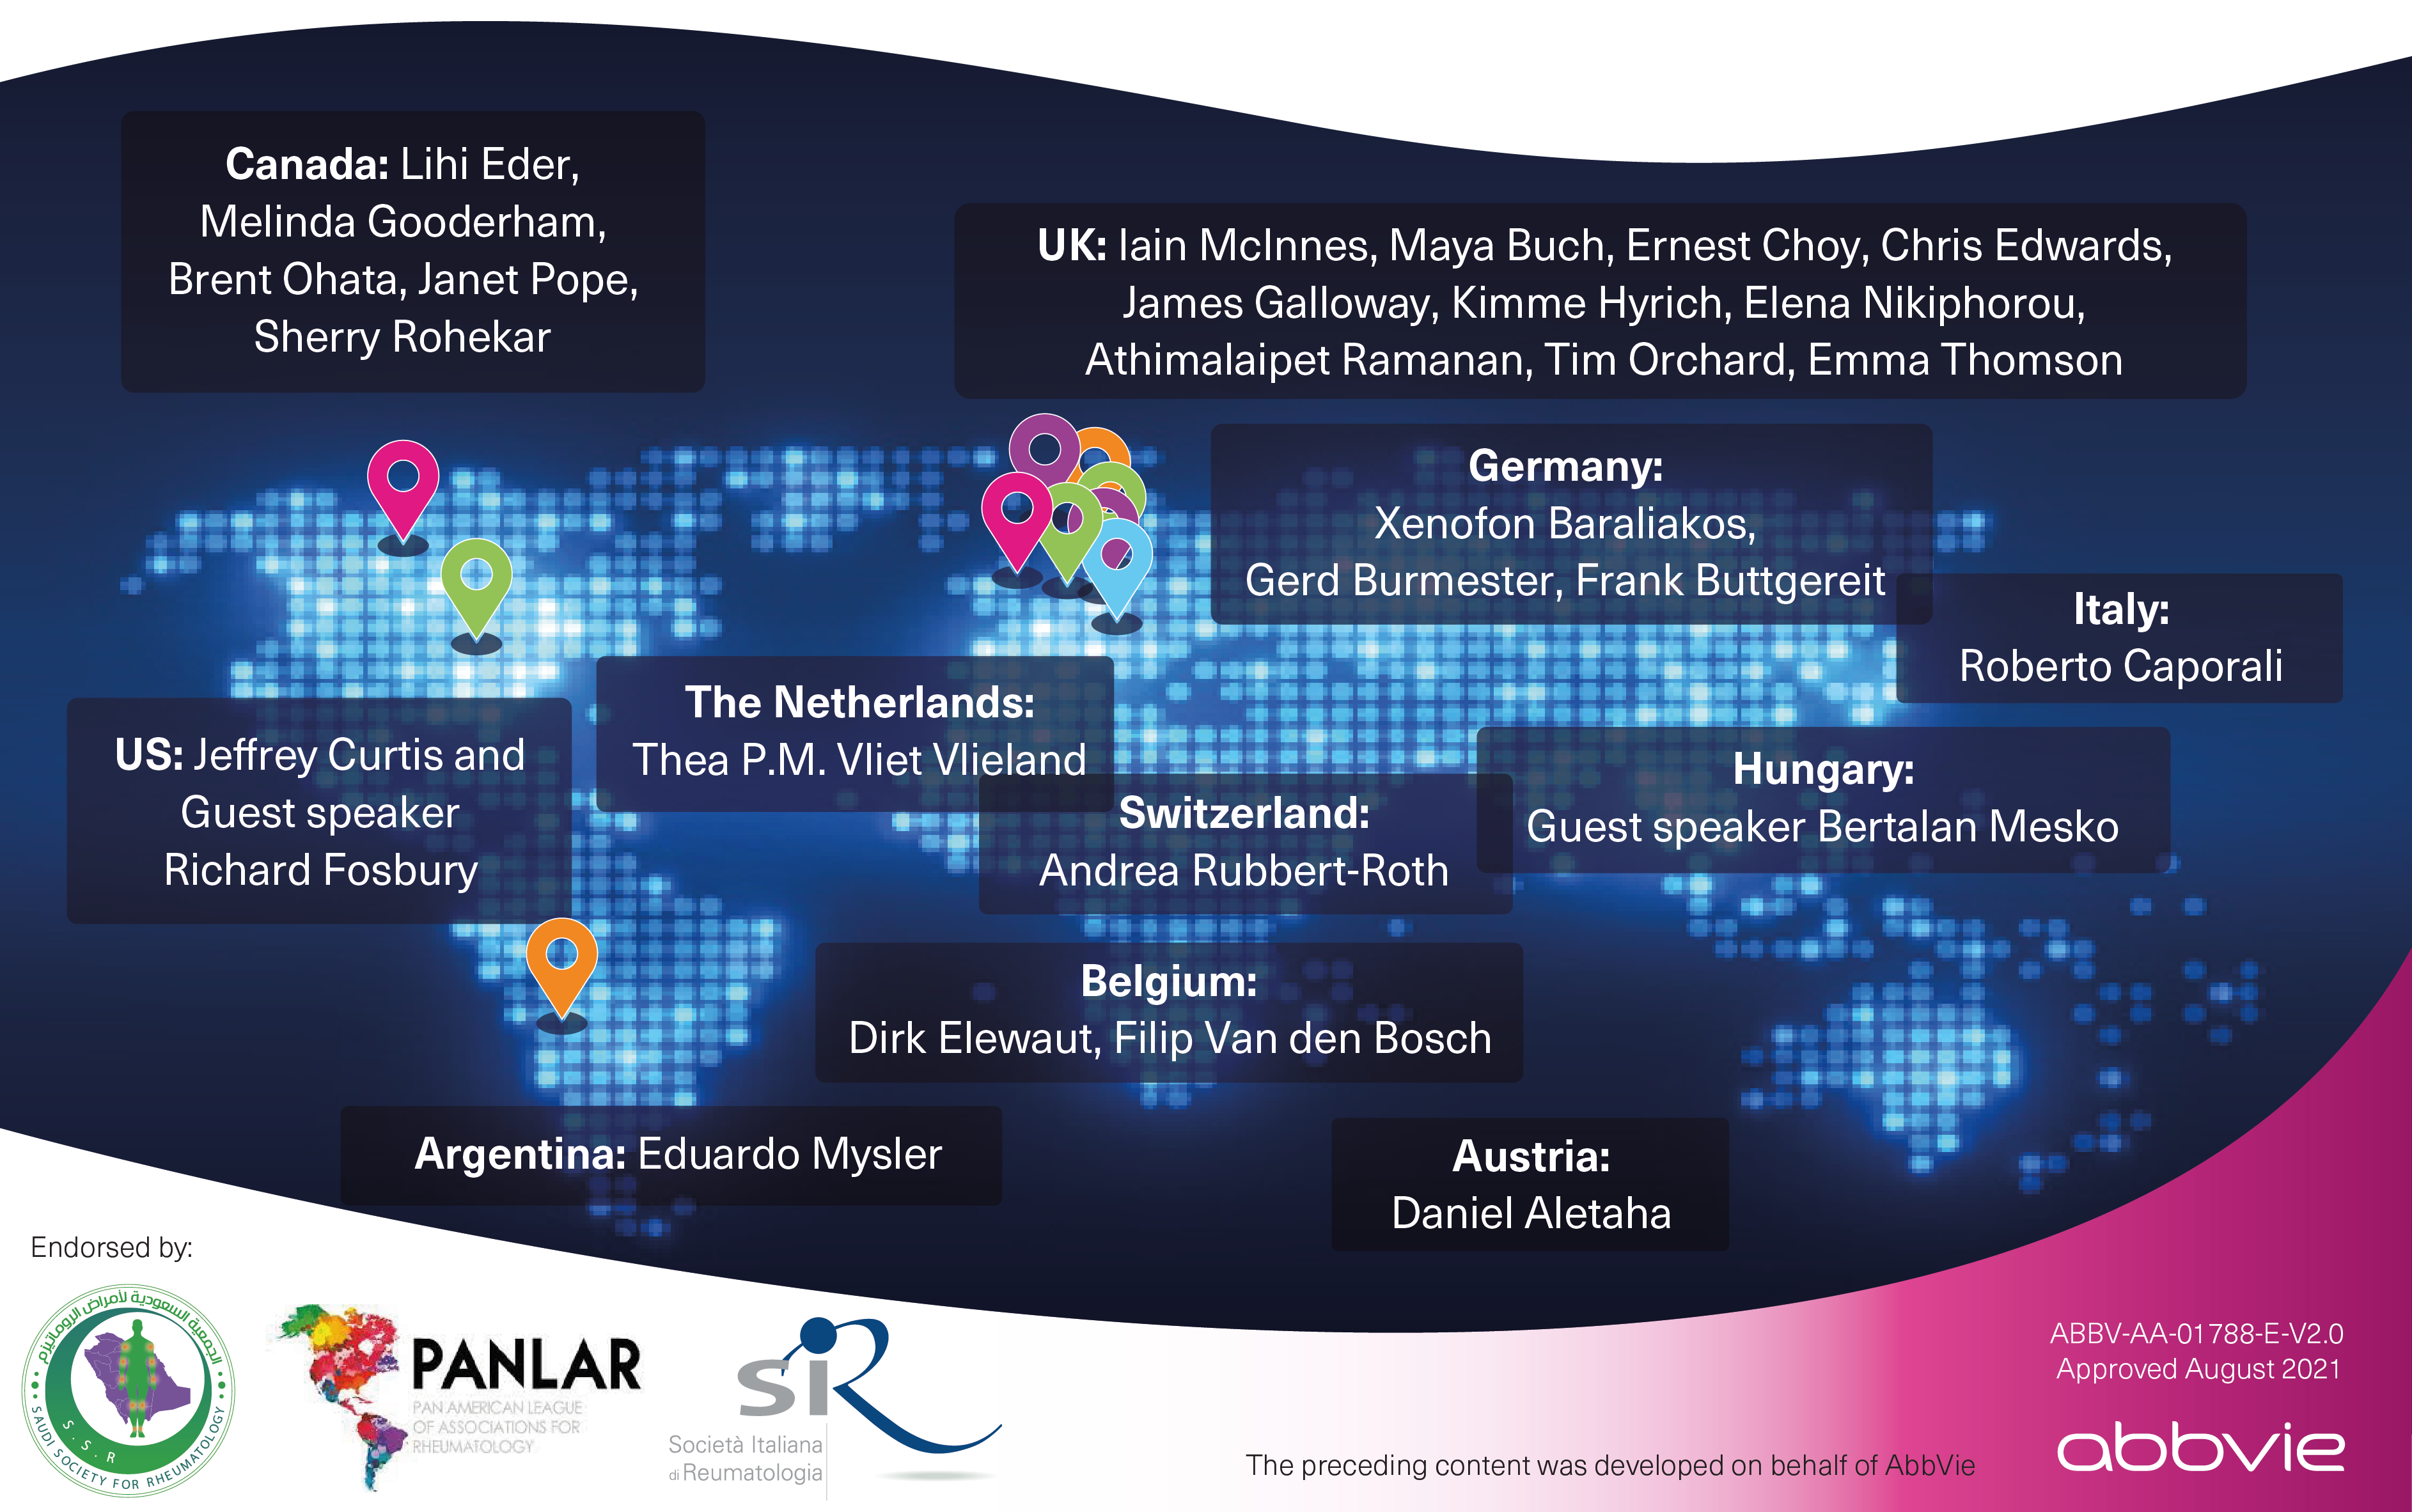 Canada: Lihi Eder,
Melinda Gooderham,
Brent Ohata, Janet Pope,
Sherry Rohekar
UK: Iain McInnes, Maya Buch, Ernest Choy, Chris Edwards,
James Galloway, Kimme Hyrich, Elena Nikiphorou,
Athimalaipet Ramanan, Tim Orchard, Emma Thomson
Germany:
Xenofon Baraliakos,
Gerd Burmester, Frank Buttgereit
Italy:
Roberto Caporali
The Netherlands:
Thea P.M. Vliet Vlieland
US: Jeffrey Curtis and
Guest speaker
Richard Fosbury
Hungary:
Guest speaker Bertalan Mesko
Switzerland:
Andrea Rubbert-Roth
Belgium:
Dirk Elewaut, Filip Van den Bosch
Argentina: Eduardo Mysler
Austria:
Daniel Aletaha
Endorsed by:
الجمعية السعودية لأمراض الروماتيزم
S . S . R
SAUDI SOCIETY FOR RHEUMATOLOGY
PANLAR
PAN AMERICAN LEAGUE
OF ASSOCIATIONS FOR
RHEUMATOLOGY
SIR
Società Italiana
di Reumatologia
The preceding content was developed on behalf of AbbVie
ABBV-AA-01788-E-V2.0
Approved August 2021
abbvie